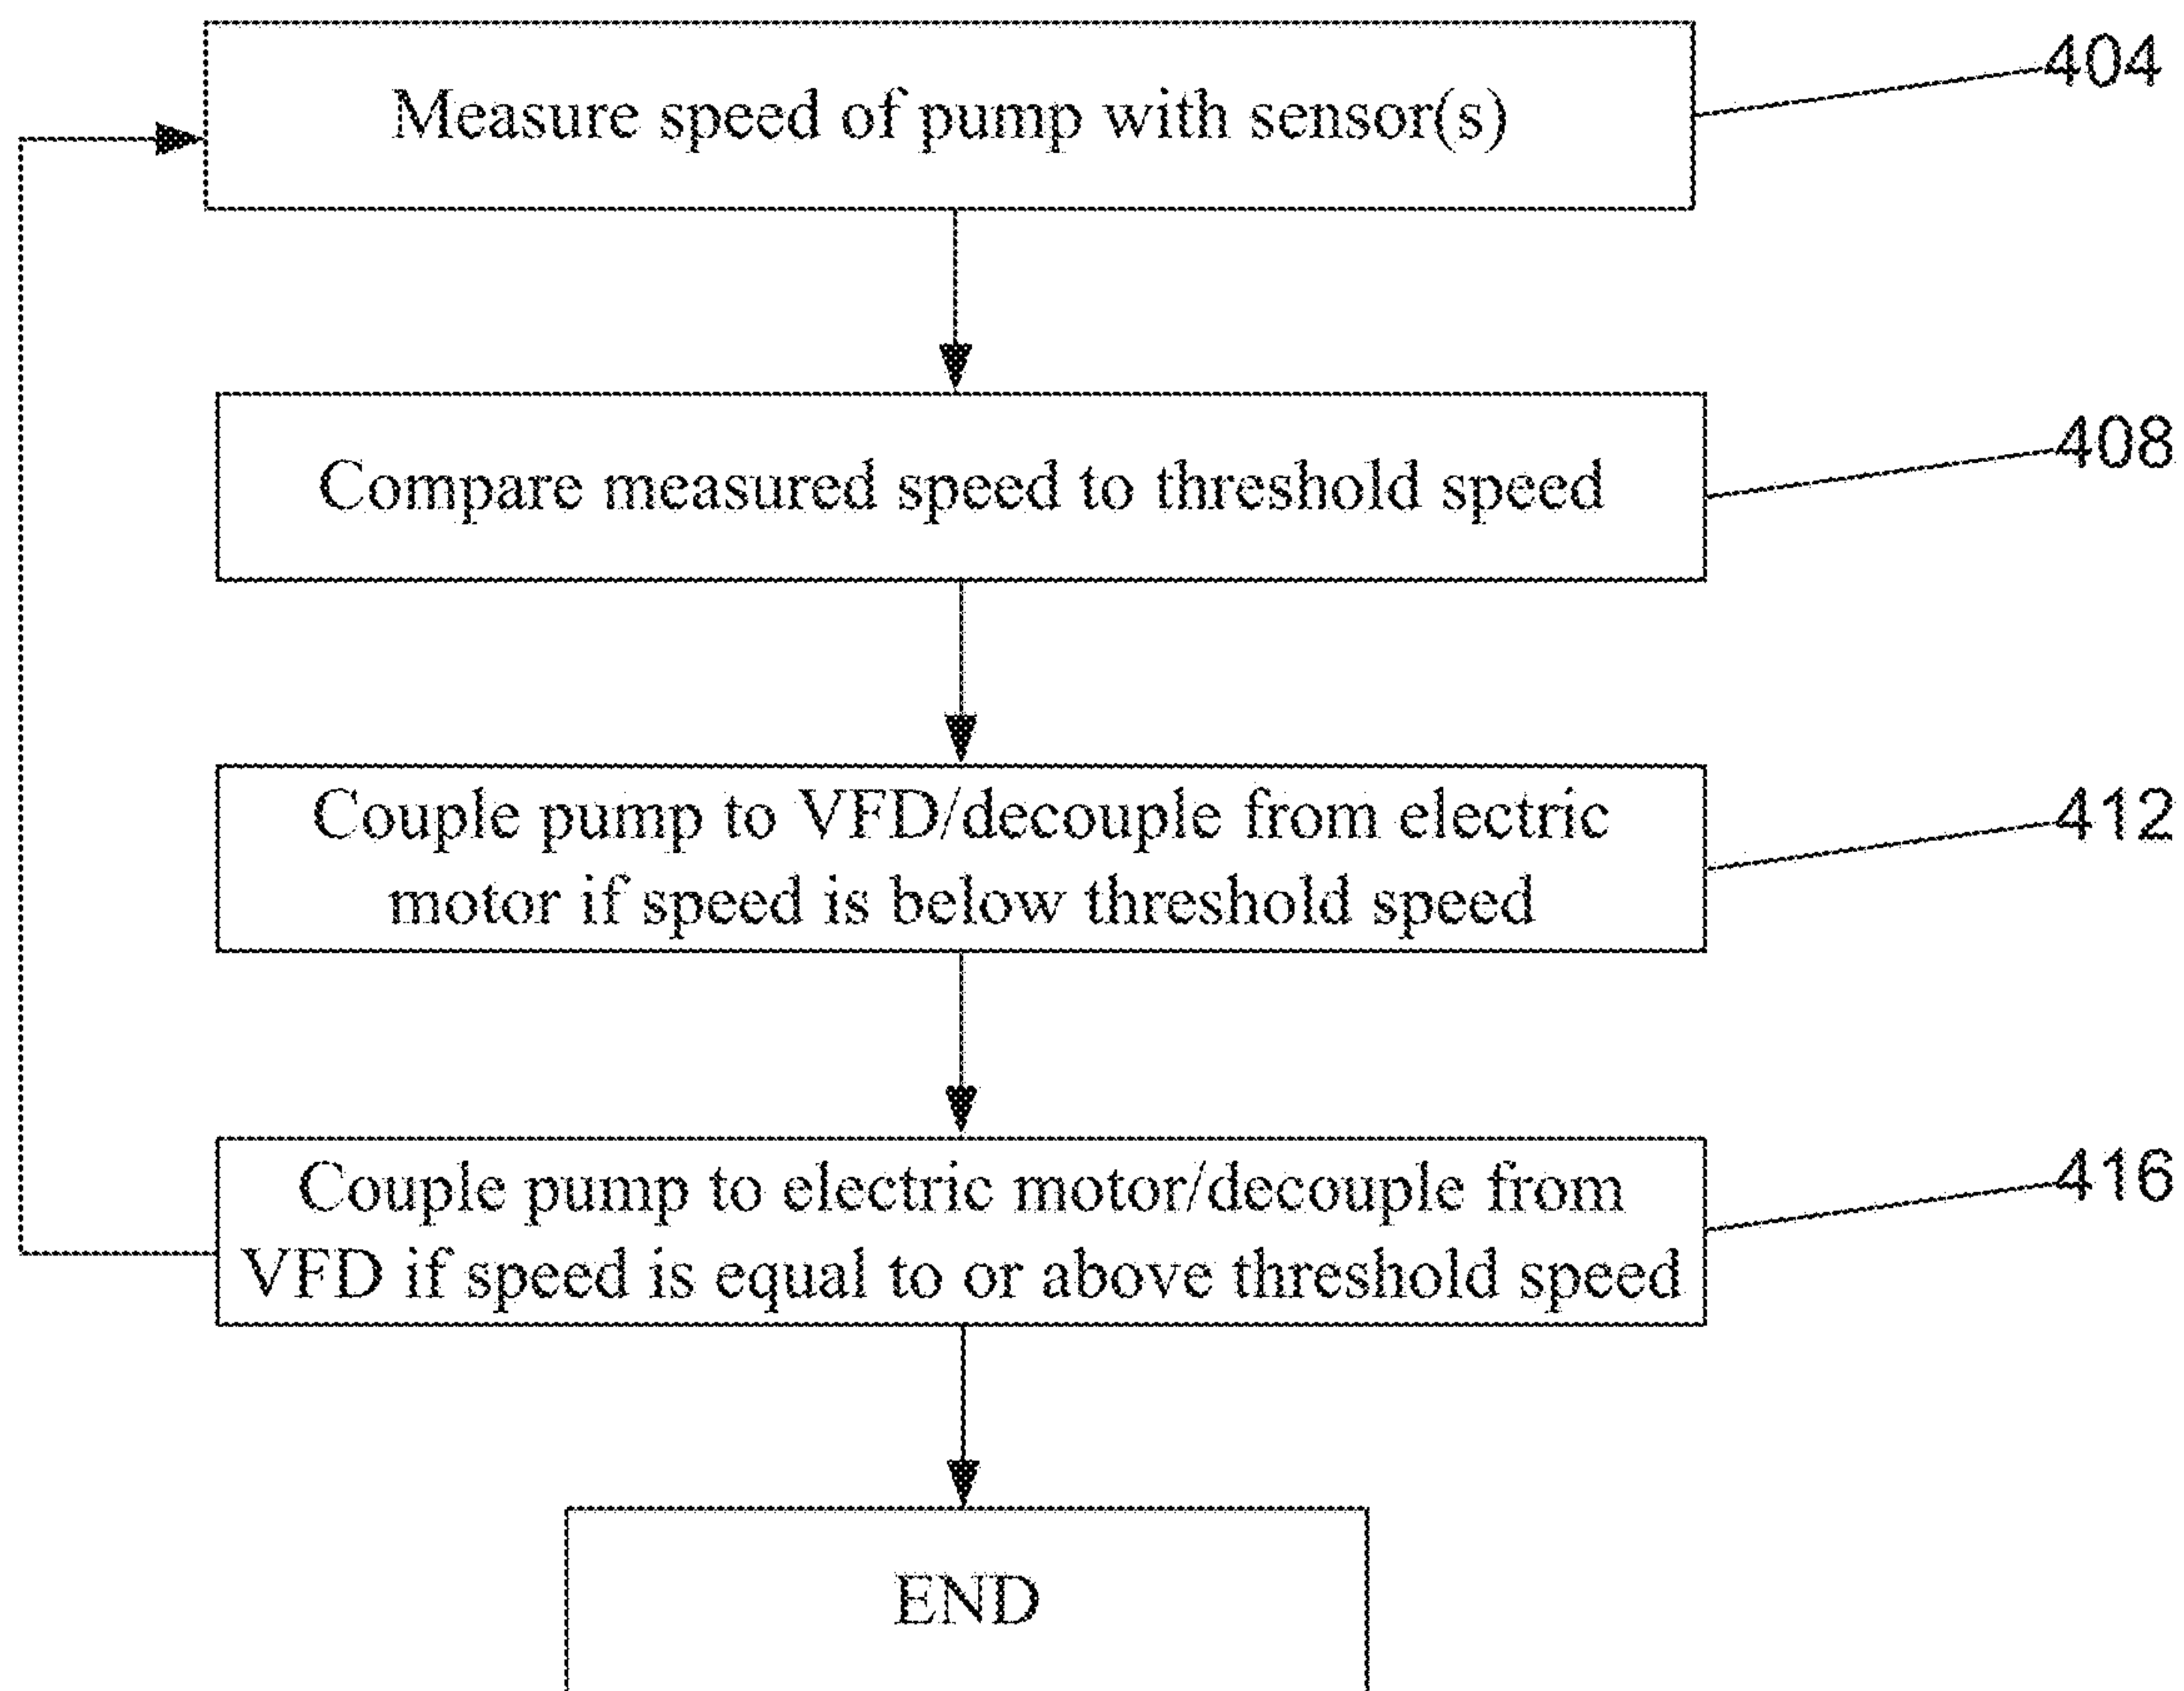 Measure speed of pump with sensor(s)
404
Compare measured speed to threshold speed
408
Couple pump to VFD/decouple from electric
motor if speed is below threshold speed
412
Couple pump to electric motor/decouple from
VFD if speed is equal to or above threshold speed
416
END